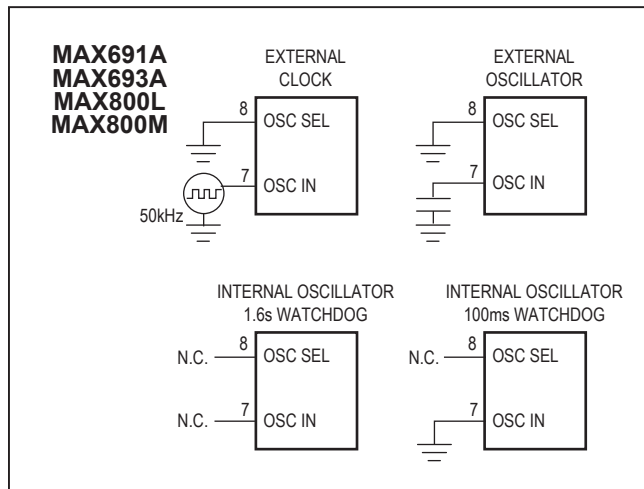 MAX691A
MAX693A
MAX800L
MAX800M
EXTERNAL
CLOCK
8
OSC SEL
7
OSC IN
50kHz
EXTERNAL
OSCILLATOR
8
OSC SEL
7
OSC IN
INTERNAL OSCILLATOR
1.6s WATCHDOG
N.C.
8
OSC SEL
N.C.
7
OSC IN
INTERNAL OSCILLATOR
100ms WATCHDOG
N.C.
8
OSC SEL
7
OSC IN